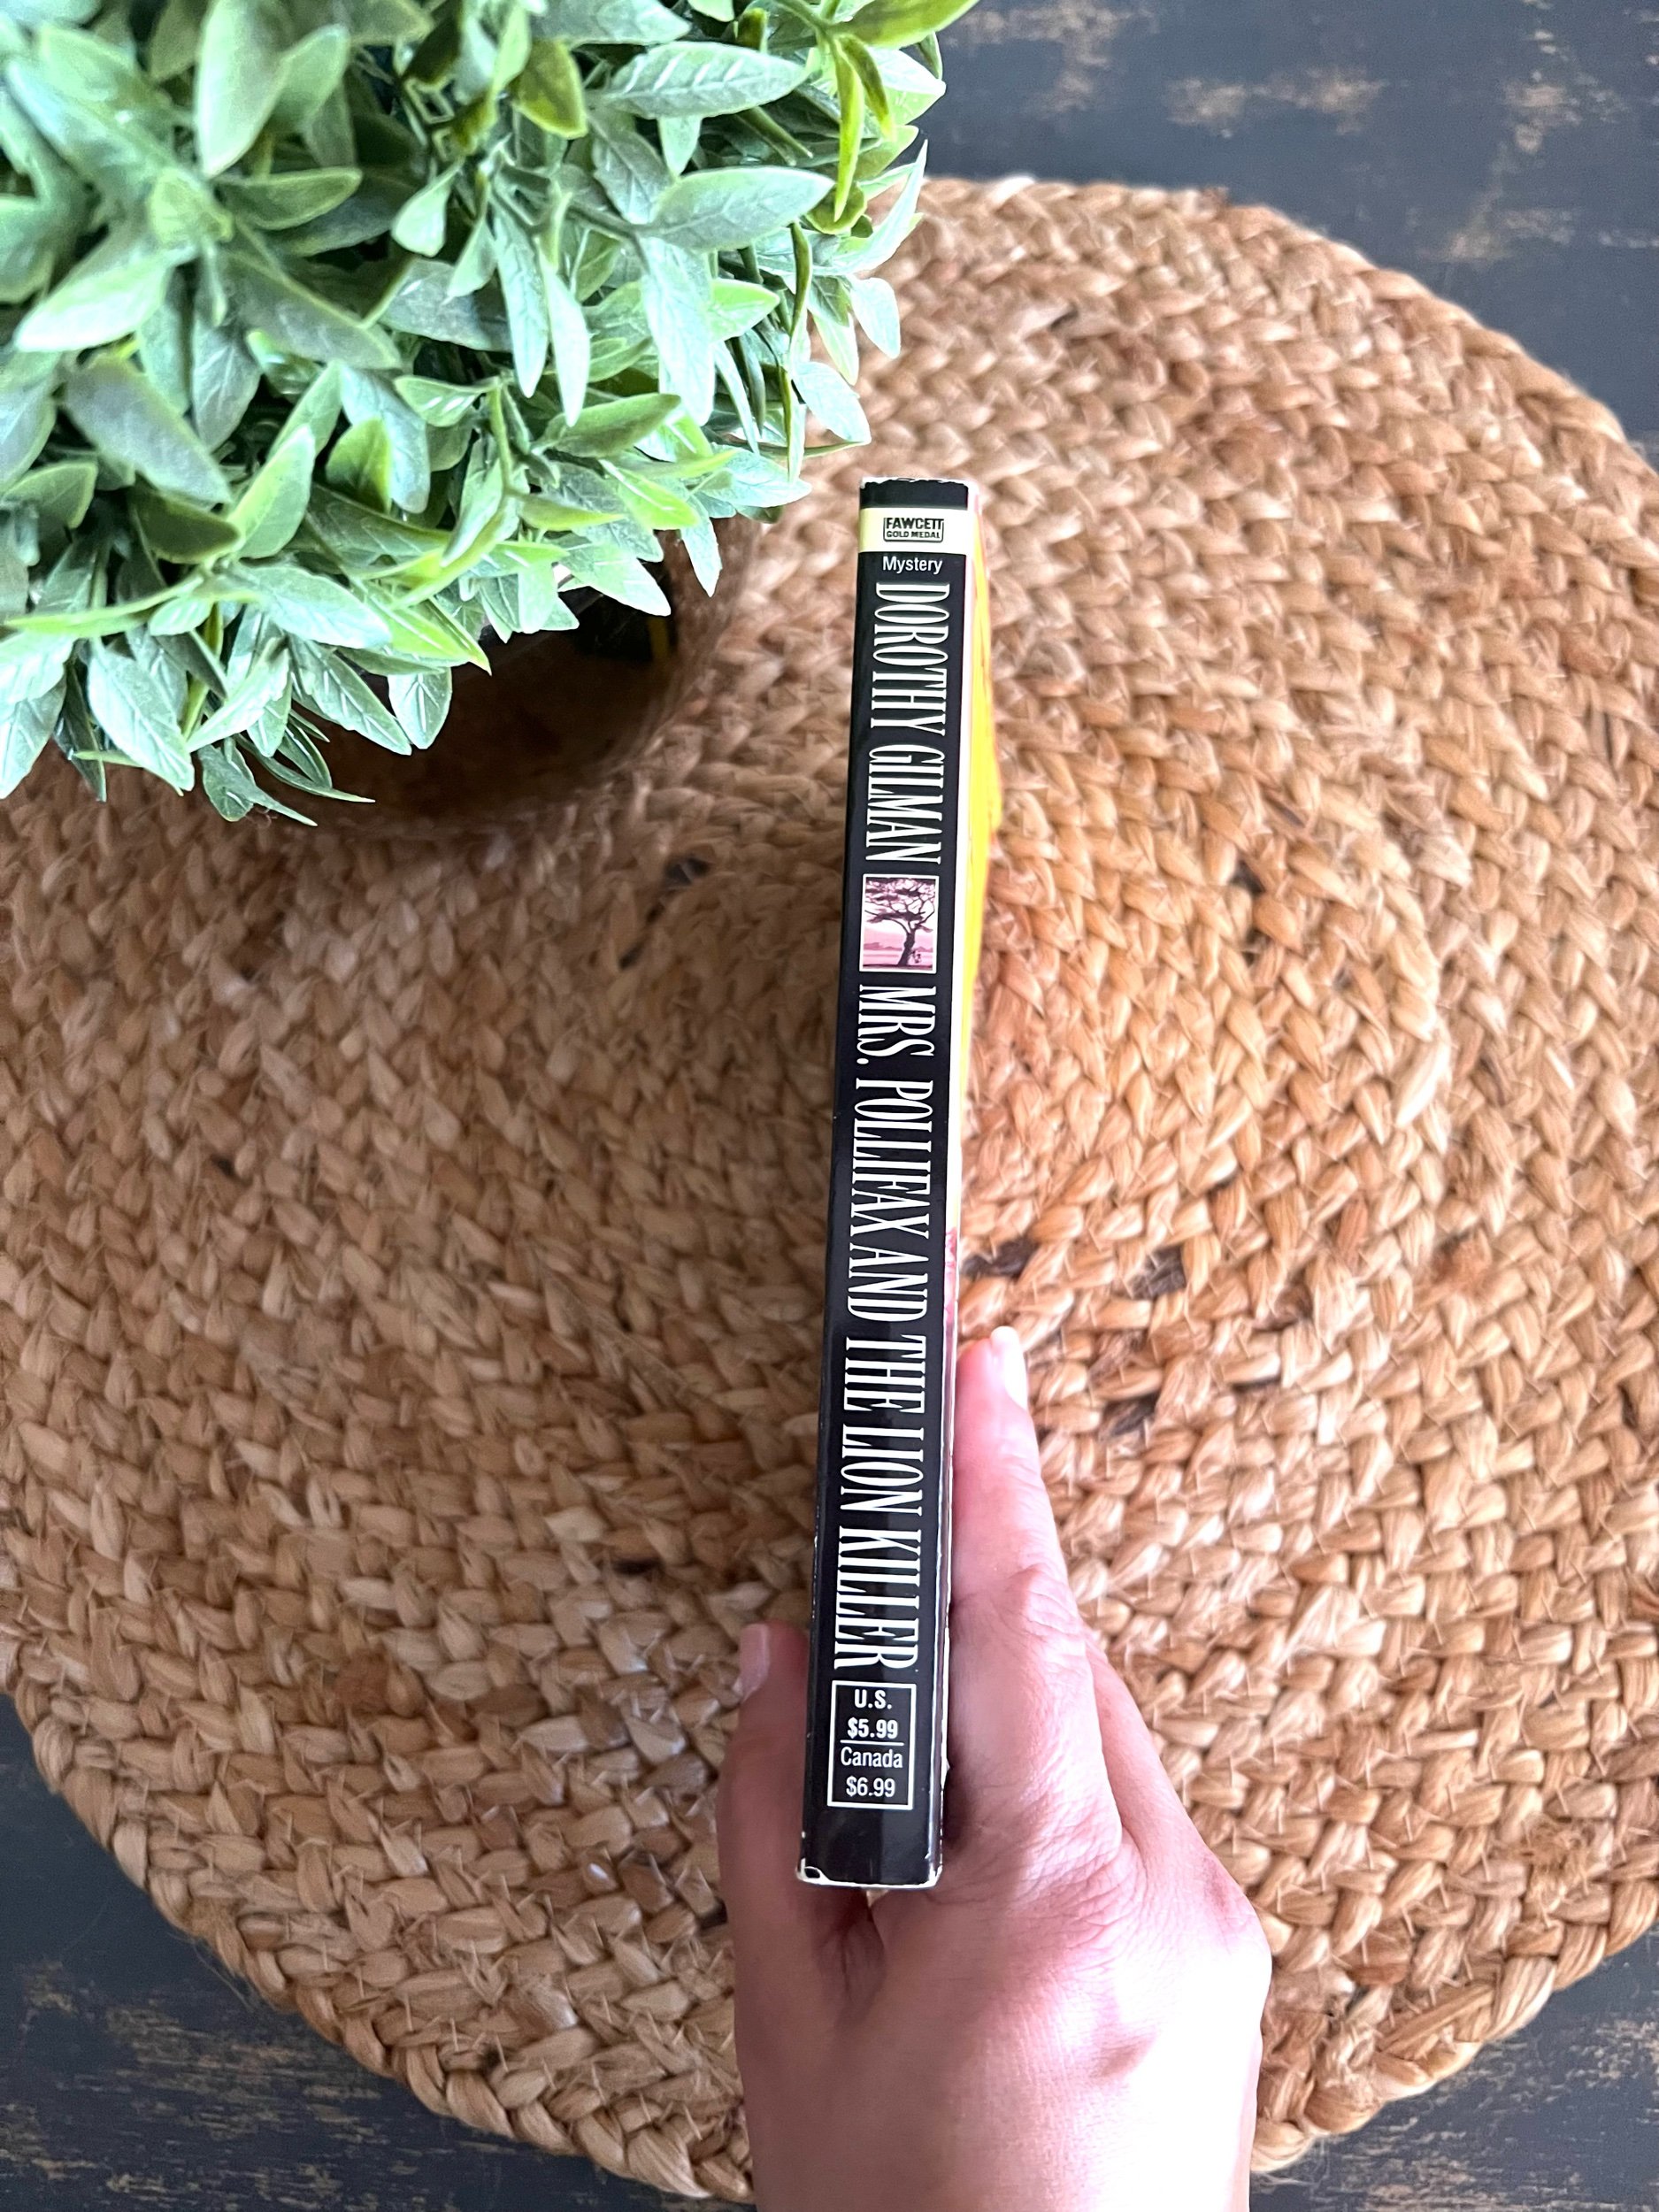 FAWCETT
GOLD MEDAL
Mystery
DOROTHY GILMAN
MRS. POLLIFAX AND THE LION KILLER
U.S.
$5.99
Canada
$6.99